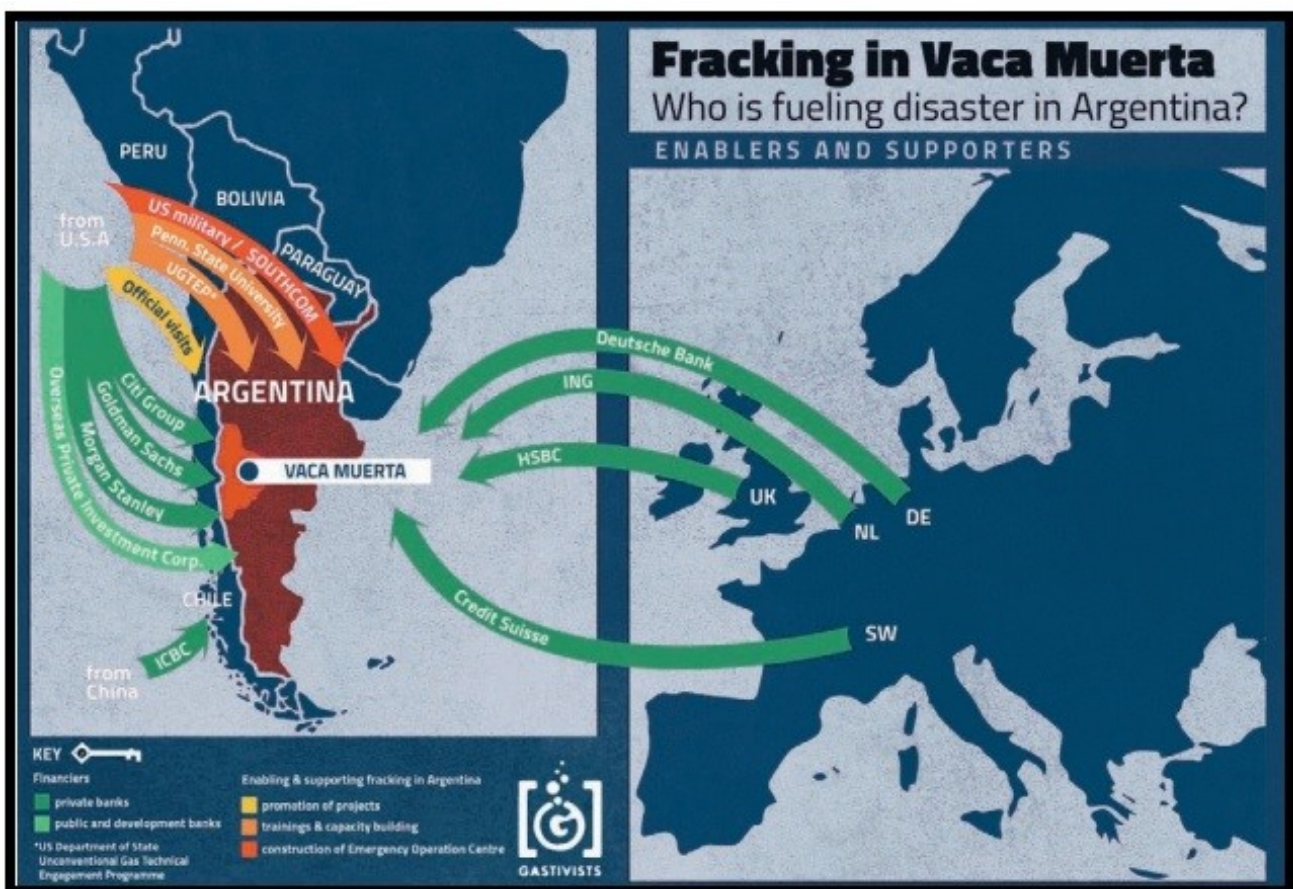 Fracking in Vaca Muerta
Who is fueling disaster in Argentina?
ENABLERS AND SUPPORTERS
PERU
BOLIVIA
PARAGUAY
from
U.S.A
US military / SOUTHCOM
Penn. State University
UGTEP*
Official visits
ARGENTINA
Citi Group
Goldman Sachs
Morgan Stanley
Overseas Private Investment Corp.
VACA MUERTA
CHILE
ICBC
from
China
Deutsche Bank
ING
HSBC
Credit Suisse
UK
NL
DE
SW
KEY
Financiers
private banks
public and development banks
*US Department of State
Unconventional Gas Technical
Engagement Programme
Enabling & supporting fracking in Argentina
promotion of projects
trainings & capacity building
construction of Emergency Operation Centre
G
GASTIVISTS